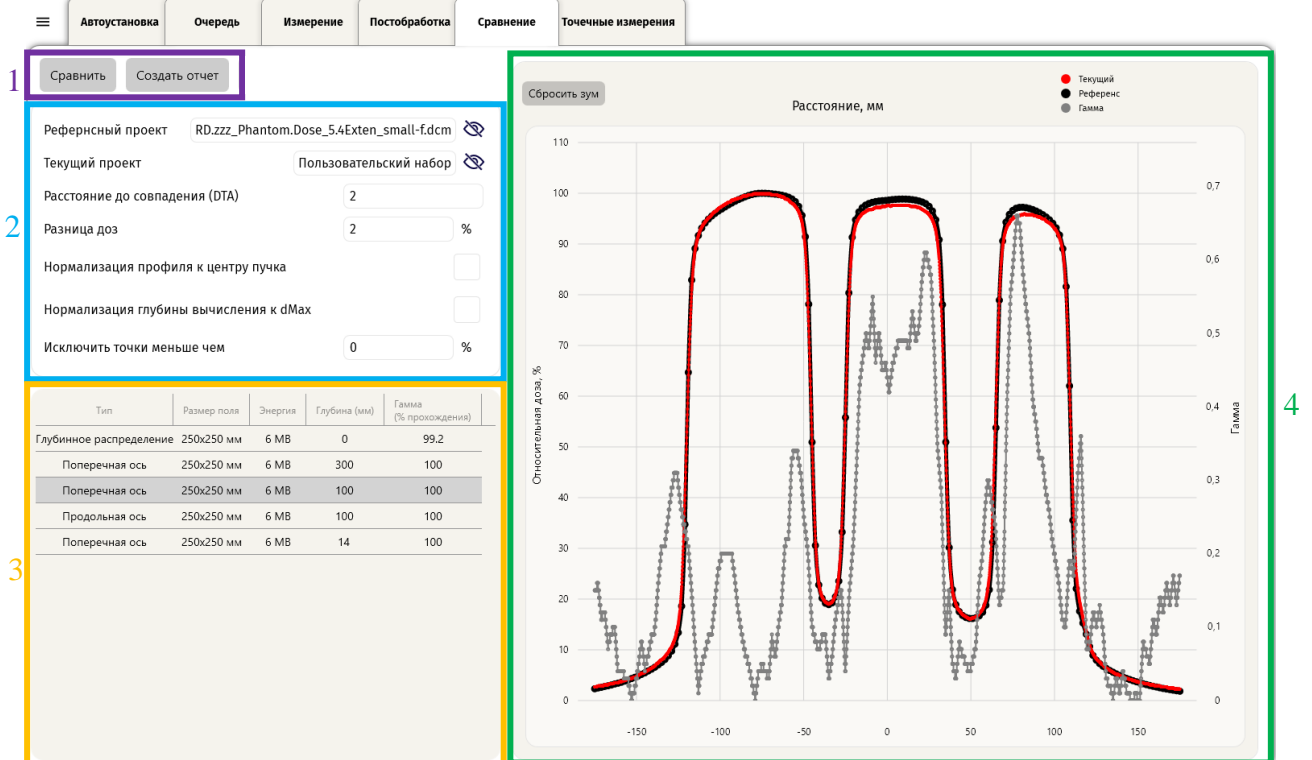 Автоустановка Очередь Измерение Постобработка Сравнение Точечные измерения
1
Сравнить Создать отчет
2
Рефернсный проект RD.zzz_Phantom.Dose_5.4Exten_small-f.dcm
Текущий проект Пользовательский набор
Расстояние до совпадения (DTA) 2
Разница доз 2 %
Нормализация профиля к центру пучка
Нормализация глубины вычисления к dMax
Исключить точки меньше чем 0 %
3
Тип Размер поля Энергия Глубина (мм) Гамма
(% прохождения)
Глубинное распределение 250x250 мм 6 МВ 0 99.2
Поперечная ось 250x250 мм 6 МВ 300 100
Поперечная ось 250x250 мм 6 МВ 100 100
Продольная ось 250x250 мм 6 МВ 100 100
Поперечная ось 250x250 мм 6 МВ 14 100
4
Сбросить зум
Расстояние, мм
Текущий
Референс
Гамма
Относительная доза, %
110
100
90
80
70
60
50
40
30
20
10
0
0,7
0,6
0,5
0,4
0,3
0,2
0,1
0
Гамма
-150 -100 -50 0 50 100 150